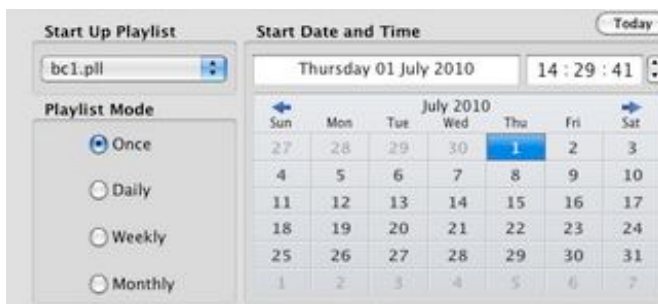 Start Up Playlist
bc1.pll
Playlist Mode
Once
Daily
Weekly
Monthly
Start Date and Time
Today
Thursday 01 July 2010
14 : 29 : 41
July 2010
Sun Mon Tue Wed Thu Fri Sat
27 28 29 30 1 2 3
4 5 6 7 8 9 10
11 12 13 14 15 16 17
18 19 20 21 22 23 24
25 26 27 28 29 30 31
1 2 3 4 5 6 7